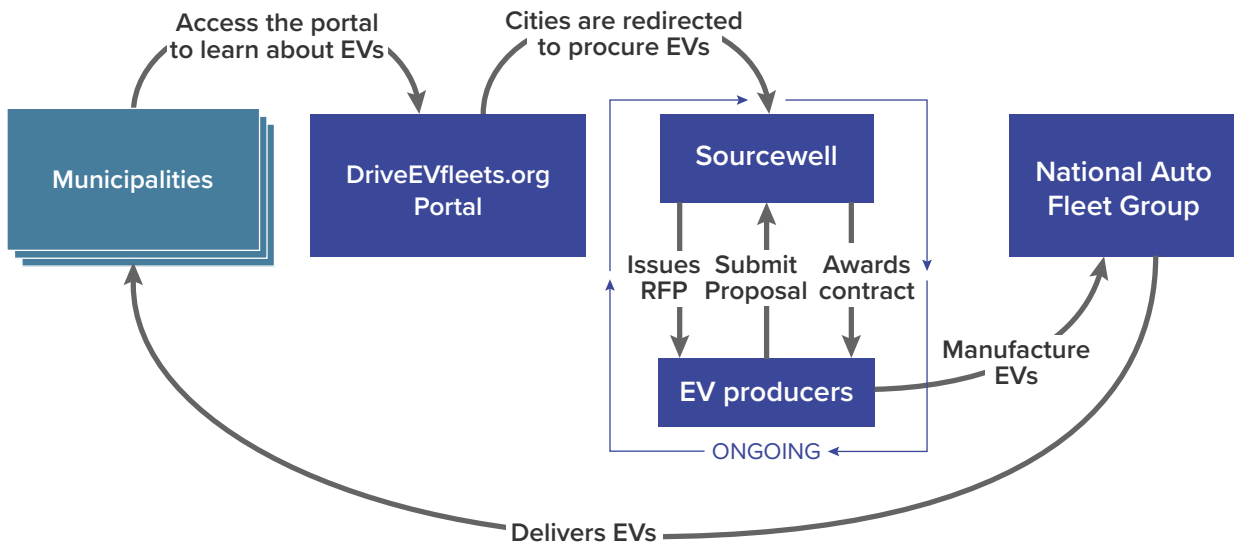 Access the portal
to learn about EVs
Cities are redirected
to procure EVs
Municipalities
DriveEVfleets.org
Portal
Sourcewell
National Auto
Fleet Group
Issues
RFP
Submit
Proposal
Awards
contract
EV producers
Manufacture
EVs
ONGOING
Delivers EVs